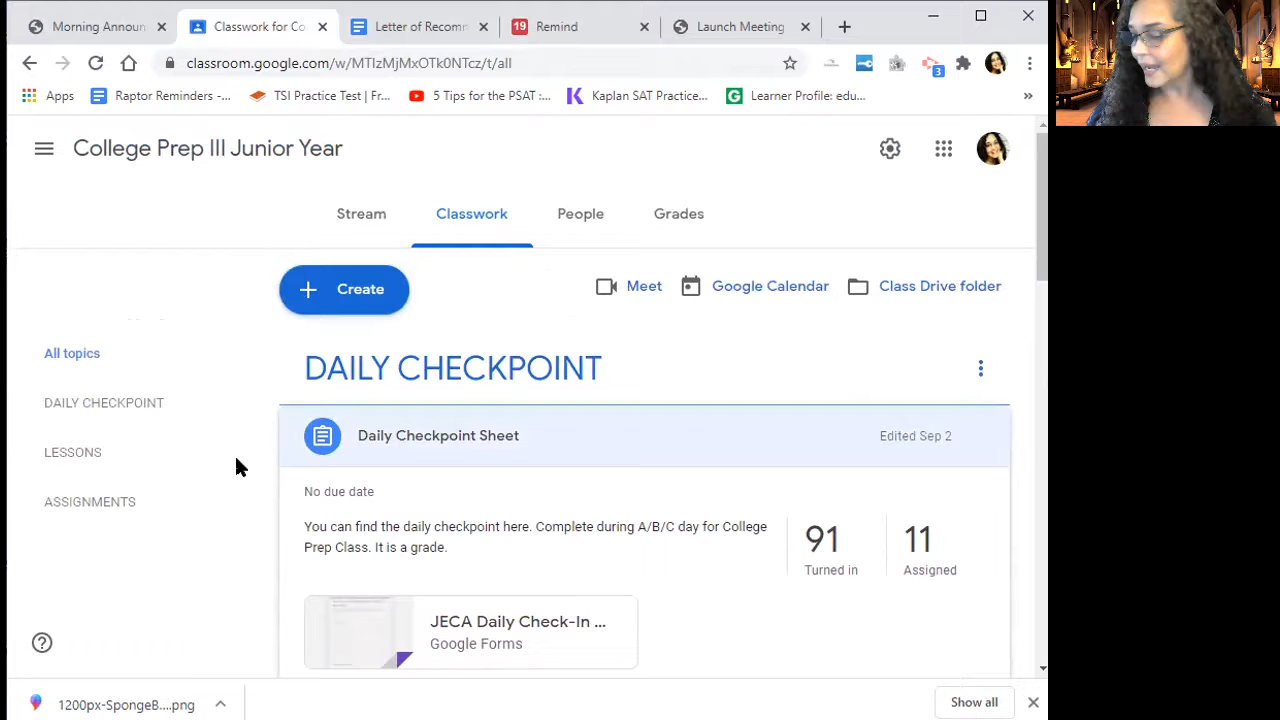 Morning Announ
Classwork for Co
Letter of Recomm
19 Remind
Launch Meeting
classroom.google.com/w/MTIzMjMxOTk0NTcz/t/all
3
Apps
Raptor Reminders -...
TSI Practice Test | Fr...
5 Tips for the PSAT :...
Kaplan SAT Practice...
Learner Profile: edu...
College Prep III Junior Year
Stream
Classwork
People
Grades
Create
Meet
Google Calendar
Class Drive folder
All topics
DAILY CHECKPOINT
LESSONS
ASSIGNMENTS
DAILY CHECKPOINT
Daily Checkpoint Sheet
Edited Sep 2
No due date
You can find the daily checkpoint here. Complete during A/B/C day for College
Prep Class. It is a grade.
91
Turned in
11
Assigned
JECA Daily Check-In ...
Google Forms
1200px-SpongeB....png
Show all